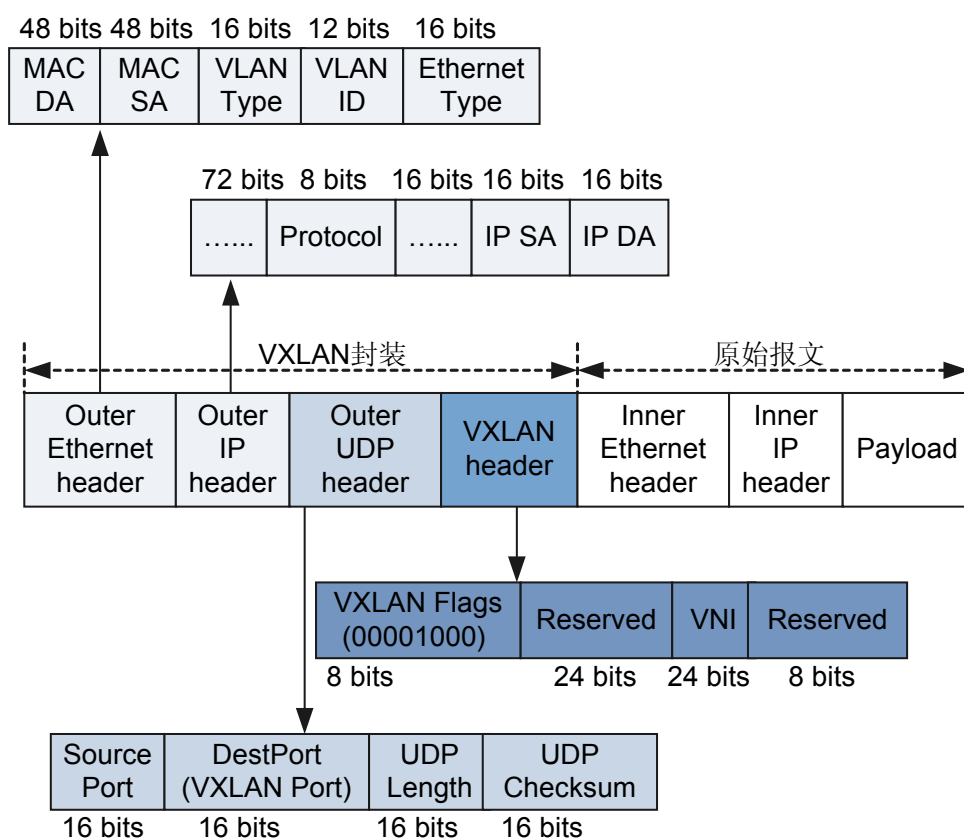 48 bits 48 bits 16 bits 12 bits 16 bits
MAC DA MAC SA VLAN Type VLAN ID Ethernet Type
72 bits 8 bits 16 bits 16 bits 16 bits
…... Protocol …... IP SA IP DA
VXLAN封装 原始报文
Outer Ethernet header Outer IP header Outer UDP header VXLAN header Inner Ethernet header Inner IP header Payload
VXLAN Flags (00001000) Reserved VNI Reserved
8 bits 24 bits 24 bits 8 bits
Source Port DestPort (VXLAN Port) UDP Length UDP Checksum
16 bits 16 bits 16 bits 16 bits